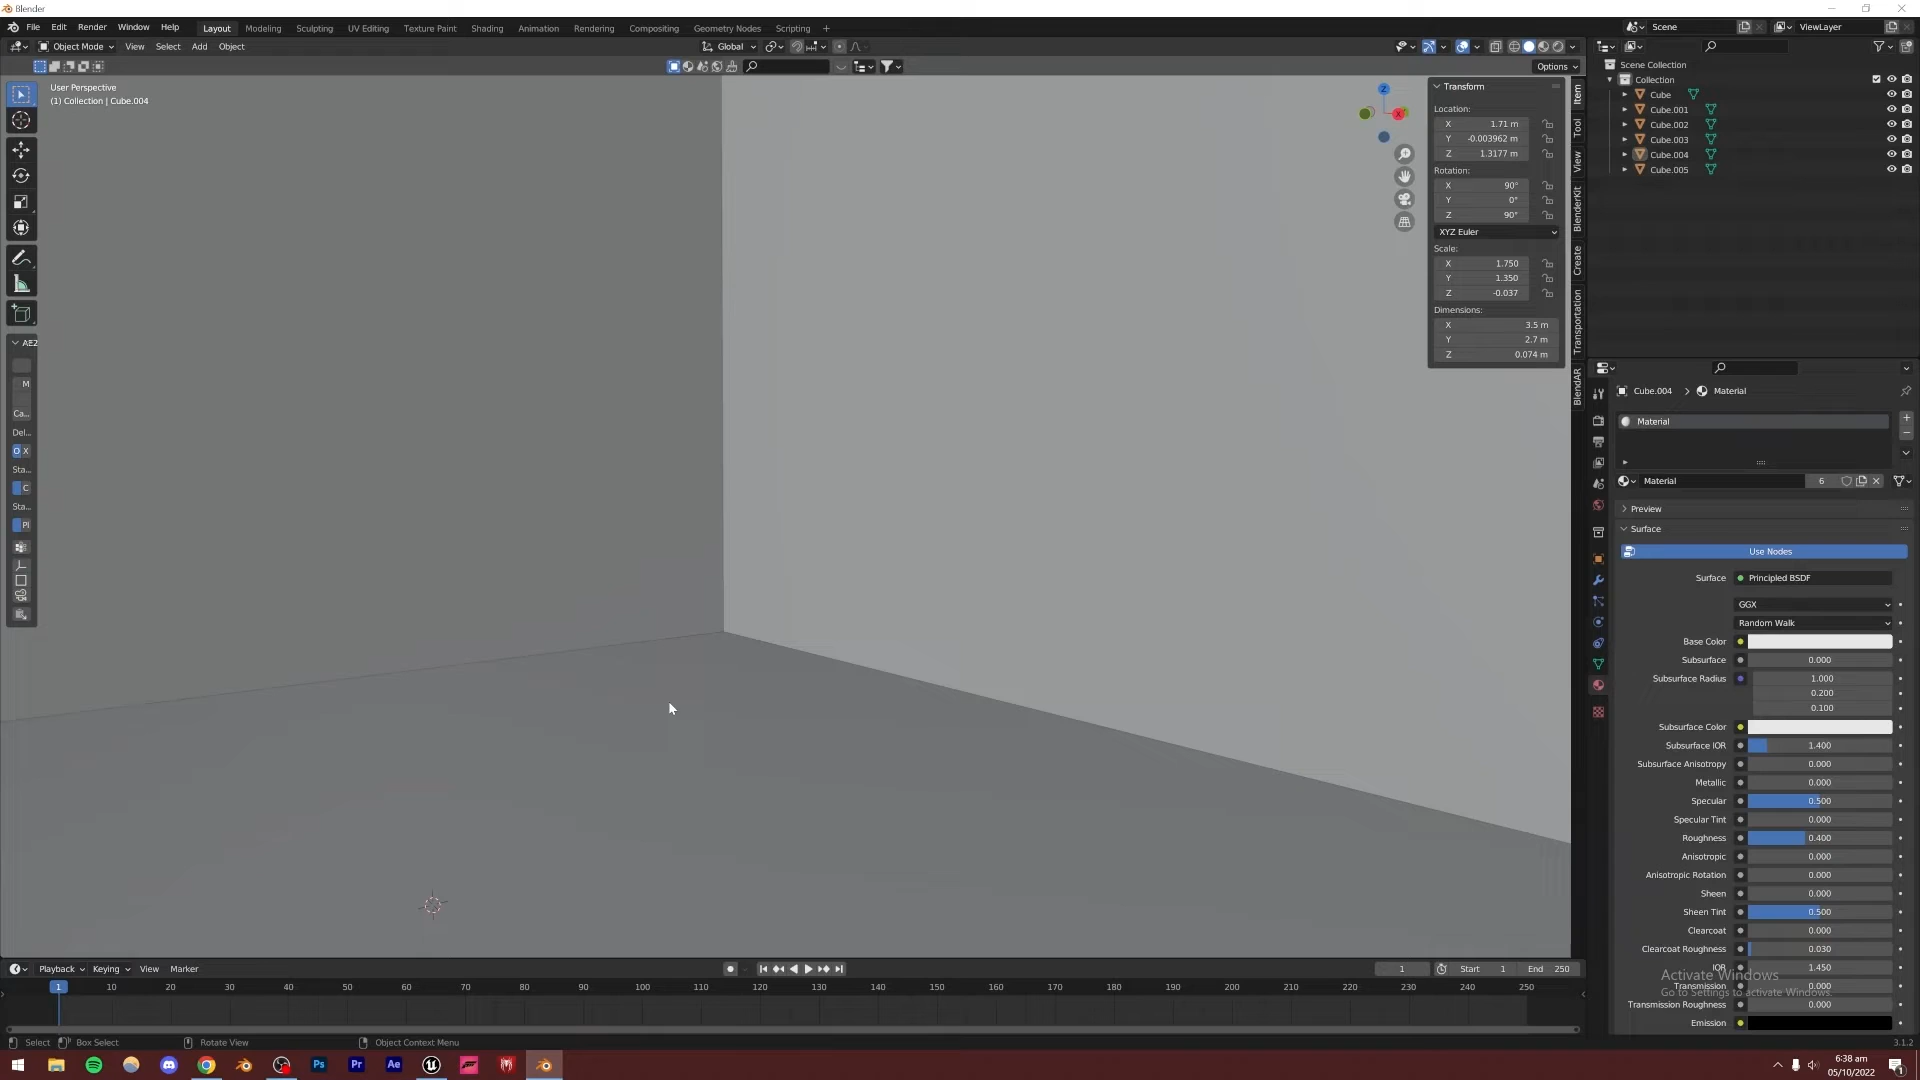 Blender
File Edit Render Window Help Layout Modeling Sculpting UV Editing Texture Paint Shading Animation Rendering Compositing Geometry Nodes Scripting + Scene ViewLayer
Object Mode View Select Add Object Global
Options
User Perspective
(1) Collection | Cube.004
Z
X
Transform
Location:
X 1.71 m
Y -0.003962 m
Z 1.3177 m
Rotation:
X 90°
Y 0°
Z 90°
XYZ Euler
Scale:
X 1.750
Y 1.350
Z -0.037
Dimensions:
X 3.5 m
Y 2.7 m
Z 0.074 m
Item
Tool
View
BlenderKit
Create
Transportation
BlendAR
AE2
M
Ca...
Del...
O X
Sta...
C
Sta...
Pl
Scene Collection
Collection
Cube
Cube.001
Cube.002
Cube.003
Cube.004
Cube.005
Cube.004 > Material
Material
Material 6
Preview
Surface
Use Nodes
Surface Principled BSDF
GGX
Random Walk
Base Color
Subsurface 0.000
Subsurface Radius 1.000
0.200
0.100
Subsurface Color
Subsurface IOR 1.400
Subsurface Anisotropy 0.000
Metallic 0.000
Specular 0.500
Specular Tint 0.000
Roughness 0.400
Anisotropic 0.000
Anisotropic Rotation 0.000
Sheen 0.000
Sheen Tint 0.500
Clearcoat 0.000
Clearcoat Roughness 0.030
IOR 1.450
Activate Windows
Transmission 0.000
Go to Settings to activate Windows.
Transmission Roughness 0.000
Emission
Playback Keying View Marker 1 Start 1 End 250
1 10 20 30 40 50 60 70 80 90 100 110 120 130 140 150 160 170 180 190 200 210 220 230 240 250
Select Box Select Rotate View Object Context Menu 3.1.2
Ps Pr Ae
6:38 am
05/10/2022
1